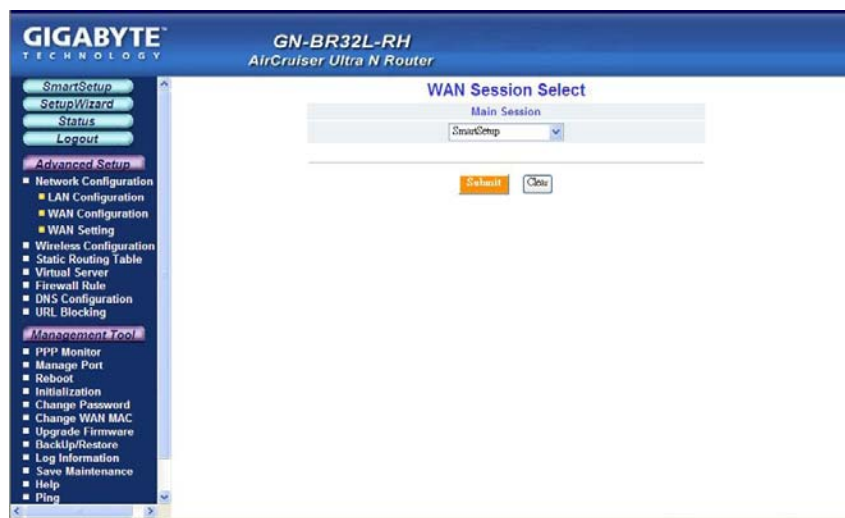 GIGABYTE™
TECHNOLOGY
GN-BR32L-RH
AirCruiser Ultra N Router
SmartSetup
SetupWizard
Status
Logout
Advanced Setup
Network Configuration
LAN Configuration
WAN Configuration
WAN Setting
Wireless Configuration
Static Routing Table
Virtual Server
Firewall Rule
DNS Configuration
URL Blocking
Management Tool
PPP Monitor
Manage Port
Reboot
Initialization
Change Password
Change WAN MAC
Upgrade Firmware
BackUp/Restore
Log Information
Save Maintenance
Help
Ping
WAN Session Select
Main Session
SmartSetup
Submit Clear